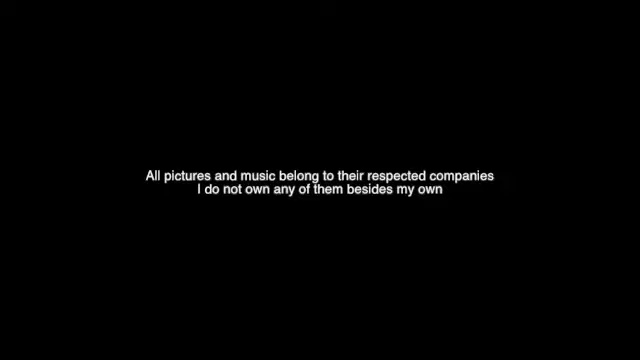 All pictures and music belong to their respected companies
I do not own any of them besides my own